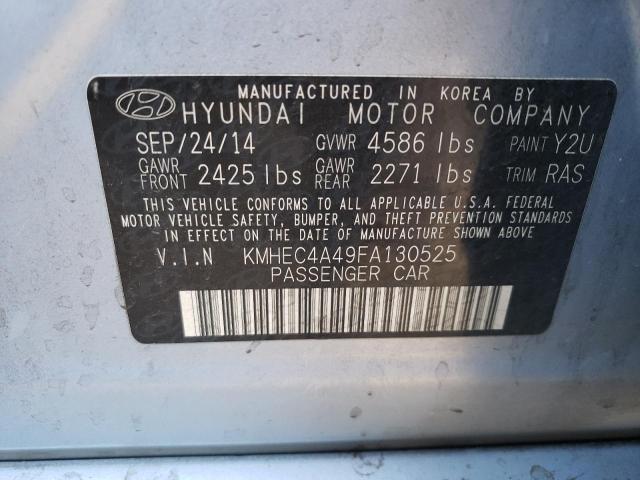 MANUFACTURED IN KOREA BY
HYUNDAI MOTOR COMPANY
SEP/24/14 GVWR 4586 lbs PAINT Y2U
GAWR FRONT 2425 lbs GAWR REAR 2271 lbs TRIM RAS
THIS VEHICLE CONFORMS TO ALL APPLICABLE U.S.A. FEDERAL
MOTOR VEHICLE SAFETY, BUMPER, AND THEFT PREVENTION STANDARDS
IN EFFECT ON THE DATE OF MANUFACTURE SHOWN ABOVE.
V.I.N KMHEC4A49FA130525
PASSENGER CAR